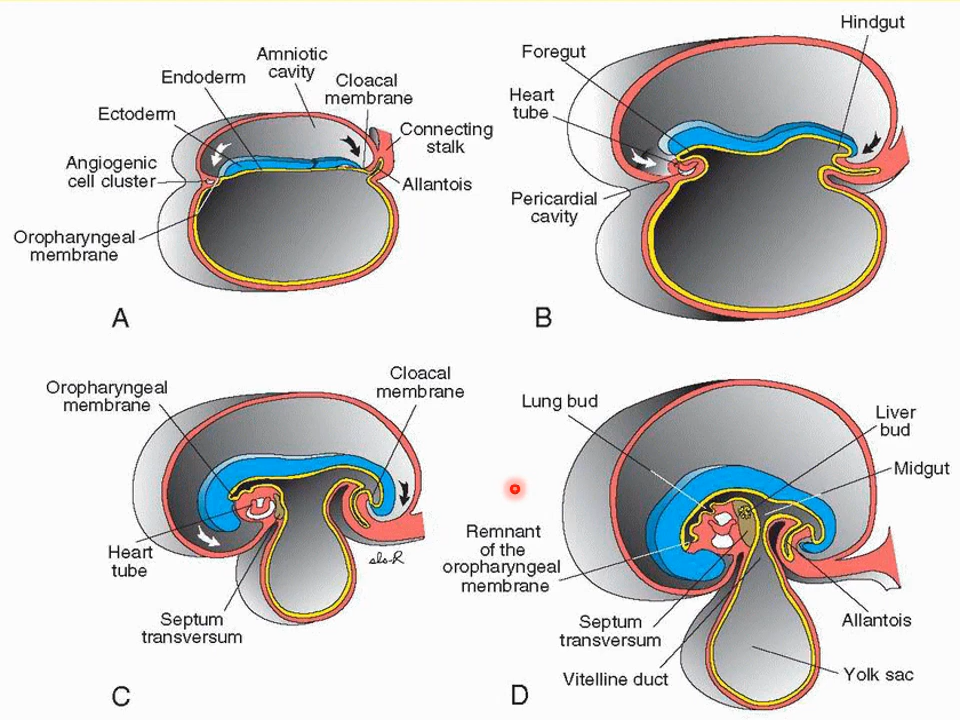 Amniotic
cavity
Endoderm
Cloacal
membrane
Ectoderm
Connecting
stalk
Angiogenic
cell cluster
Allantois
Oropharyngeal
membrane
A
Hindgut
Foregut
Heart
tube
Pericardial
cavity
B
Oropharyngeal
membrane
Cloacal
membrane
Heart
tube
sls-R
Septum
transversum
C
Lung bud
Liver
bud
Midgut
Remnant
of the
oropharyngeal
membrane
Septum
transversum
Allantois
Vitelline duct
Yolk sac
D